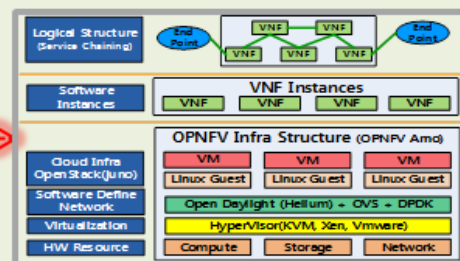 Logical Structure
(Service Chaining)
End
Point
VNF
VNF
VNF
VNF
VNF
End
Point
Software
Instances
VNF Instances
VNF
VNF
VNF
VNF
OPNFV Infra Structure (OPNFV Arno)
Cloud Infra
OpenStack(Juno)
VM
VM
VM
Linux Guest
Linux Guest
Linux Guest
Software Define
Network
Open Daylight (Helium) + OVS + DPDK
Virtualization
HyperVisor(KVM, Xen, Vmware)
HW Resource
Compute
Storage
Network